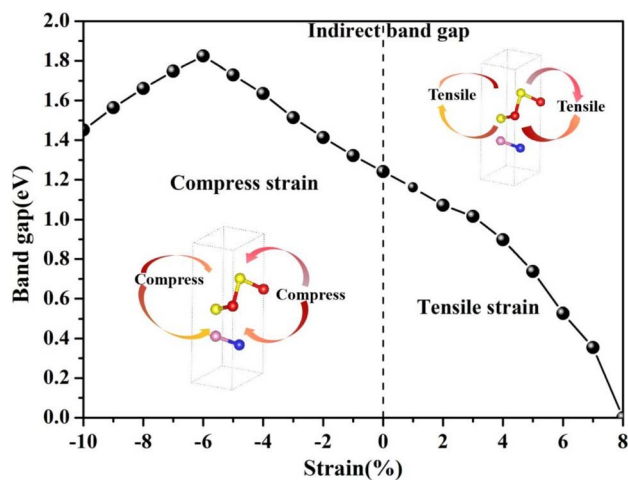 Indirect band gap
2.0
1.8
1.6
1.4
1.2
1.0
0.8
0.6
0.4
0.2
0.0
Band gap(eV)
Tensile
Tensile
Compress strain
Compress
Compress
Tensile strain
-10 -8 -6 -4 -2 0 2 4 6 8
Strain(%)